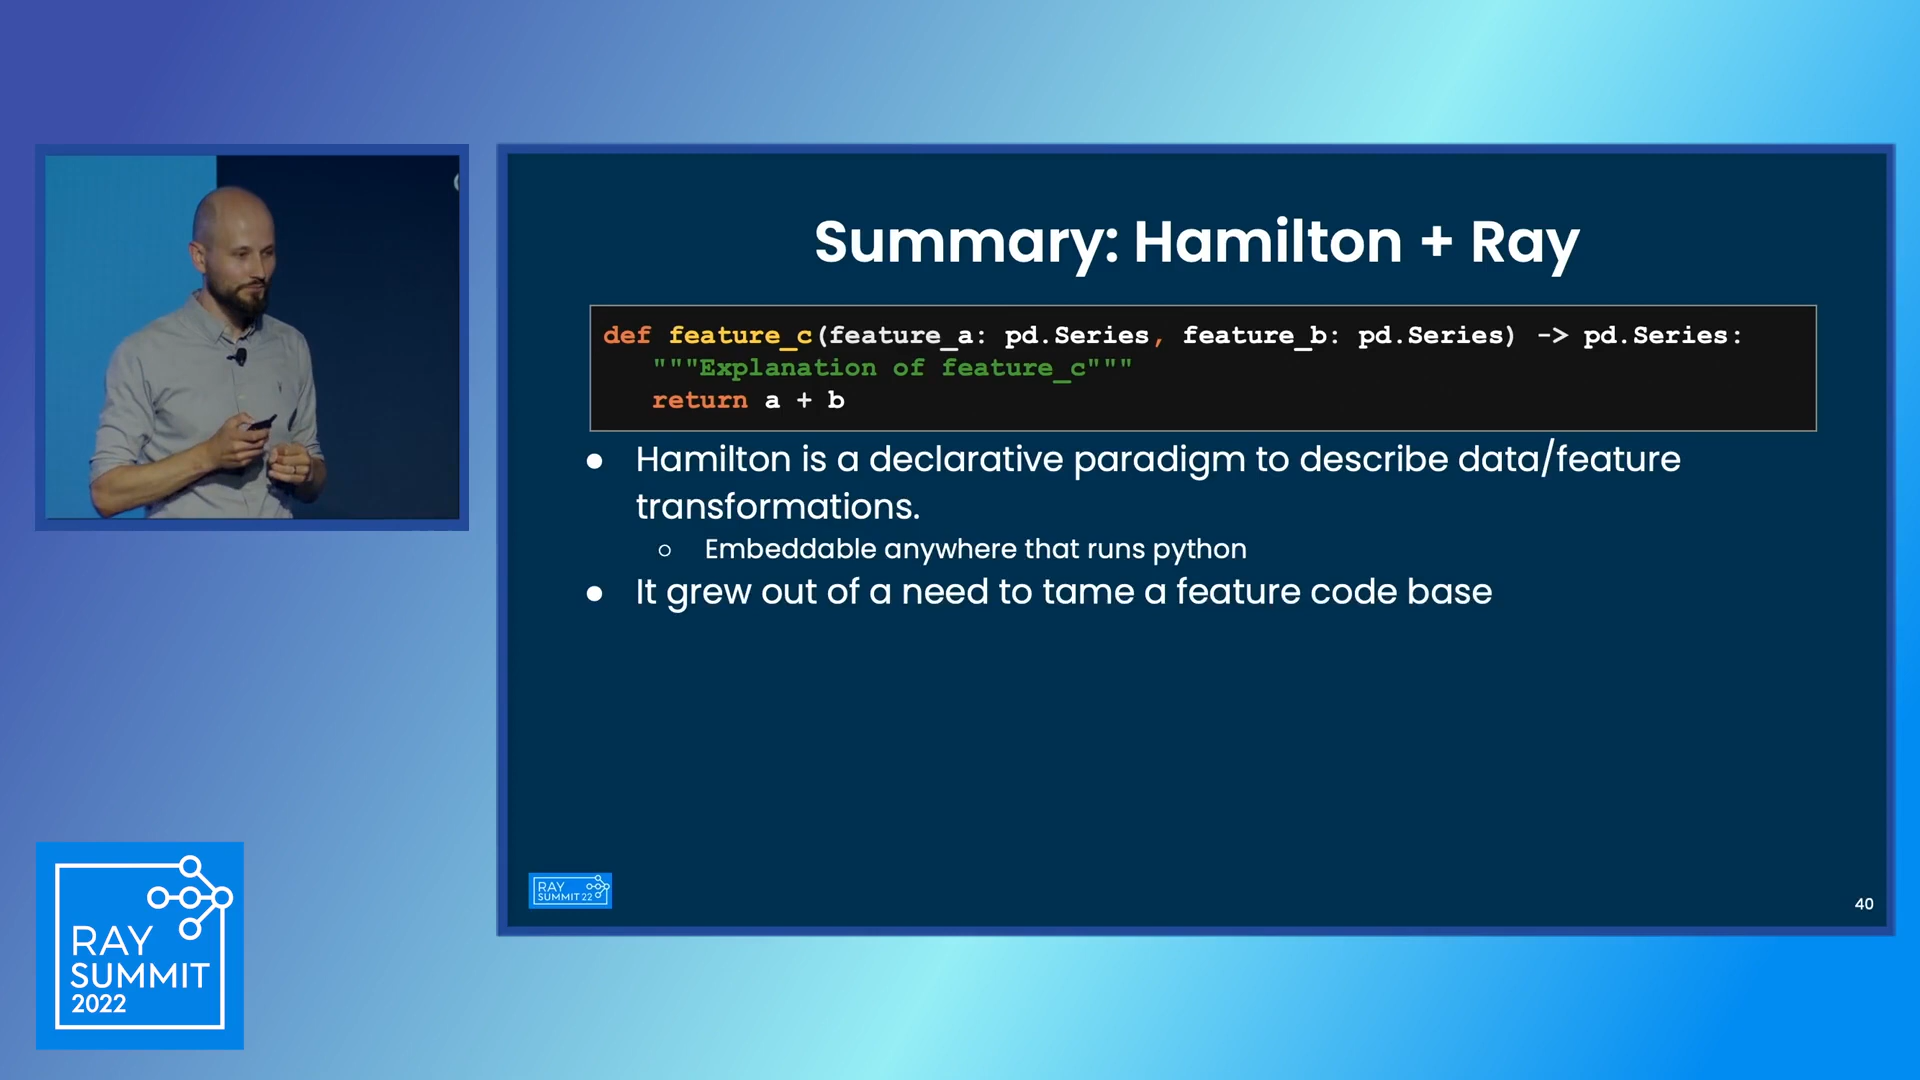 Summary: Hamilton + Ray
def feature_c(feature_a: pd.Series, feature_b: pd.Series) -> pd.Series:
"""Explanation of feature_c"""
return a + b
● Hamilton is a declarative paradigm to describe data/feature
transformations.
○ Embeddable anywhere that runs python
● It grew out of a need to tame a feature code base
RAY
SUMMIT 22
40
RAY
SUMMIT
2022